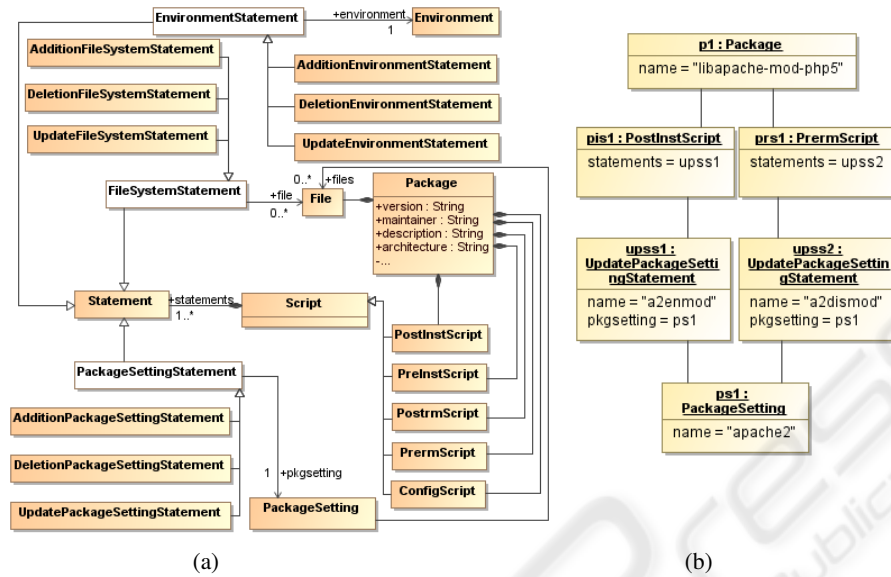 EnvironmentStatement
+environment
1
Environment
AdditionFileSystemStatement
DeletionFileSystemStatement
UpdateFileSystemStatement
AdditionEnvironmentStatement
DeletionEnvironmentStatement
UpdateEnvironmentStatement
FileSystemStatement
+file
0..*
0..*
+files
File
Package
+version : String
+maintainer : String
+description : String
+architecture : String
-...
Statement
+statements
1..*
Script
PostInstScript
PreInstScript
PostrmScript
PrermScript
ConfigScript
PackageSettingStatement
AdditionPackageSettingStatement
DeletionPackageSettingStatement
UpdatePackageSettingStatement
1
+pkgsetting
PackageSetting
(a)
p1 : Package
name = "libapache-mod-php5"
pis1 : PostInstScript
statements = upss1
prs1 : PrermScript
statements = upss2
upss1 :
UpdatePackageSetti
ngStatement
name = "a2enmod"
pkgsetting = ps1
upss2 :
UpdatePackageSettin
gStatement
name = "a2dismod"
pkgsetting = ps1
ps1 :
PackageSetting
name = "apache2"
(b)